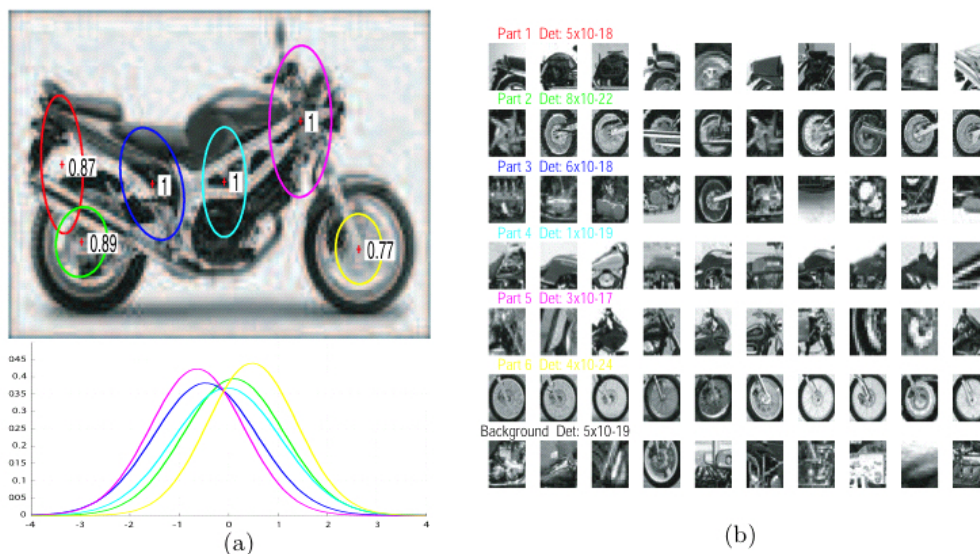 0.87
1
1
1
0.89
0.77
0.45
0.4
0.35
0.3
0.25
0.2
0.15
0.1
0.05
0
-4 -3 -2 -1 0 1 2 3 4
(a)
Part 1 Det: 5x10-18
Part 2 Det: 8x10-22
Part 3 Det: 6x10-18
Part 4 Det: 1x10-19
Part 5 Det: 3x10-17
Part 6 Det: 4x10-24
Background Det: 5x10-19
(b)